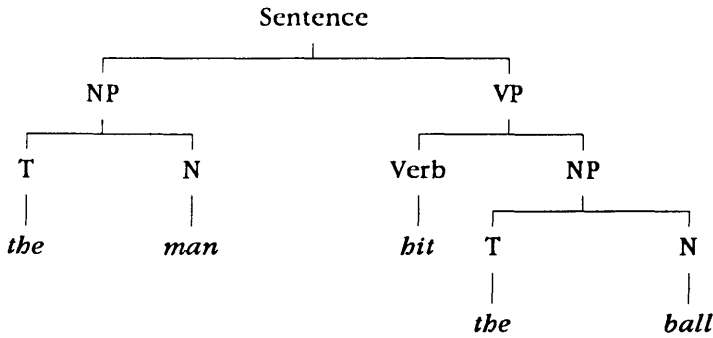 Sentence
NP VP
T N Verb NP
the man hit T N
the ball